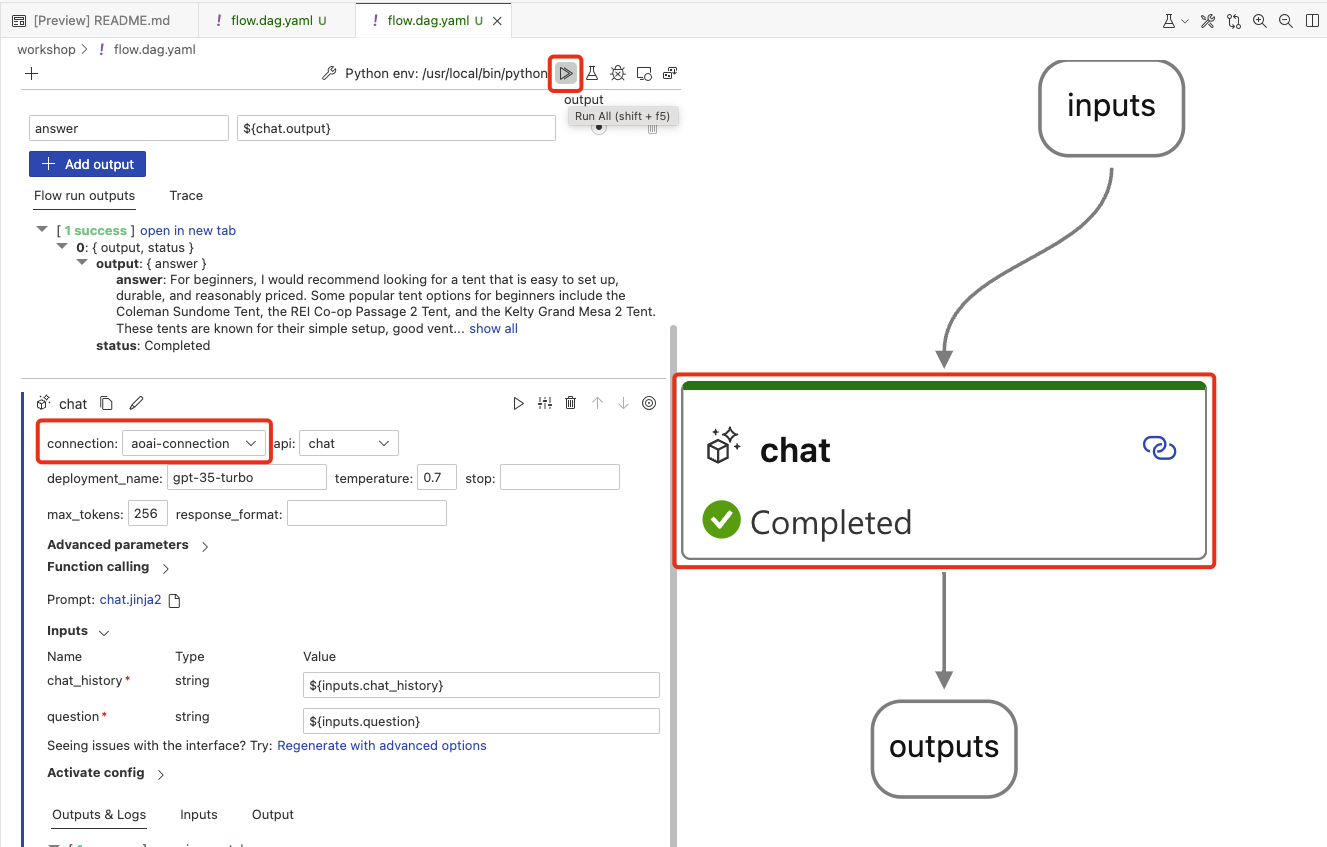 [Preview] README.md
! flow.dag.yaml U
! flow.dag.yaml U
workshop > ! flow.dag.yaml
Python env: /usr/local/bin/python
output
Run All (shift + f5)
answer ${chat.output}
Add output
Flow run outputs Trace
[ 1 success ] open in new tab
0: { output, status }
output: { answer }
answer: For beginners, I would recommend looking for a tent that is easy to set up,
durable, and reasonably priced. Some popular tent options for beginners include the
Coleman Sundome Tent, the REI Co-op Passage 2 Tent, and the Kelty Grand Mesa 2 Tent.
These tents are known for their simple setup, good vent... show all
status: Completed
chat
connection: aoai-connection api: chat
deployment_name: gpt-35-turbo temperature: 0.7 stop:
max_tokens: 256 response_format:
Advanced parameters
Function calling
Prompt: chat.jinja2
Inputs
Name Type Value
chat_history* string ${inputs.chat_history}
question* string ${inputs.question}
Seeing issues with the interface? Try: Regenerate with advanced options
Activate config
Outputs & Logs Inputs Output
inputs
chat
Completed
outputs